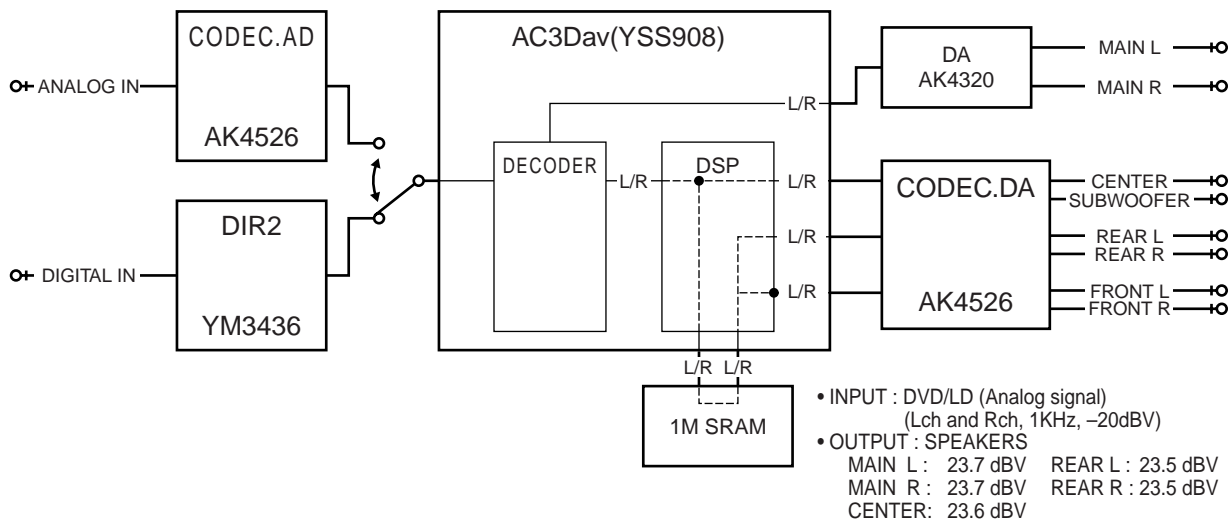 CODEC.AD
AK4526
ANALOG IN
DIR2
YM3436
DIGITAL IN
AC3Dav(YSS908)
DECODER
L/R
DSP
L/R
L/R
L/R
L/R
L/R L/R
1M SRAM
DA
AK4320
MAIN L
MAIN R
CODEC.DA
AK4526
CENTER
SUBWOOFER
REAR L
REAR R
FRONT L
FRONT R
• INPUT : DVD/LD (Analog signal)
(Lch and Rch, 1KHz, –20dBV)
• OUTPUT : SPEAKERS
MAIN L : 23.7 dBV REAR L : 23.5 dBV
MAIN R : 23.7 dBV REAR R : 23.5 dBV
CENTER: 23.6 dBV